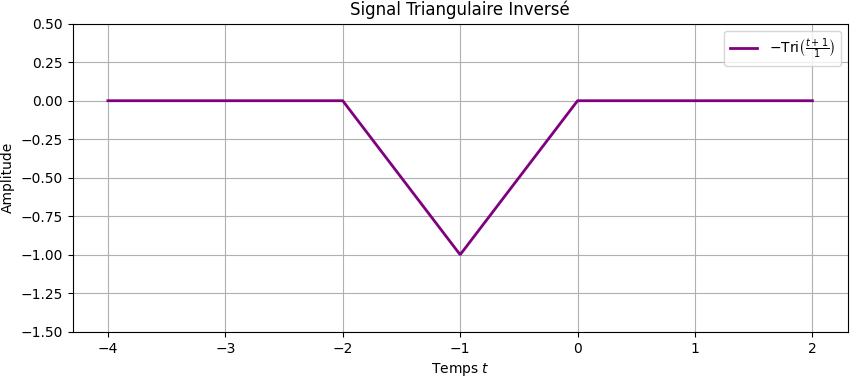 Signal Triangulaire Inversé
0.50
0.25
0.00
−0.25
−0.50
−0.75
−1.00
−1.25
−1.50
Amplitude
−Tri(t+1/1)
−4 −3 −2 −1 0 1 2
Temps t